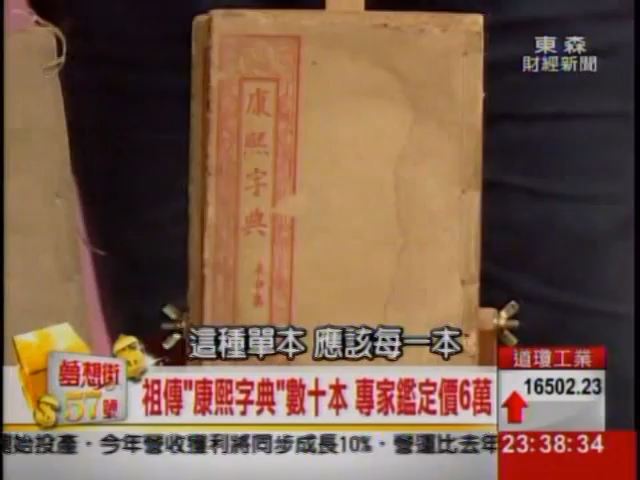 東森
財經新聞
康熙字典
這種單本 應該每一本
夢想街
57號
祖傳"康熙字典"數十本 專家鑑定價6萬
道瓊工業
16502.23
始投產・今年營收獲利將同步成長10%・營運比去年
23:38:34